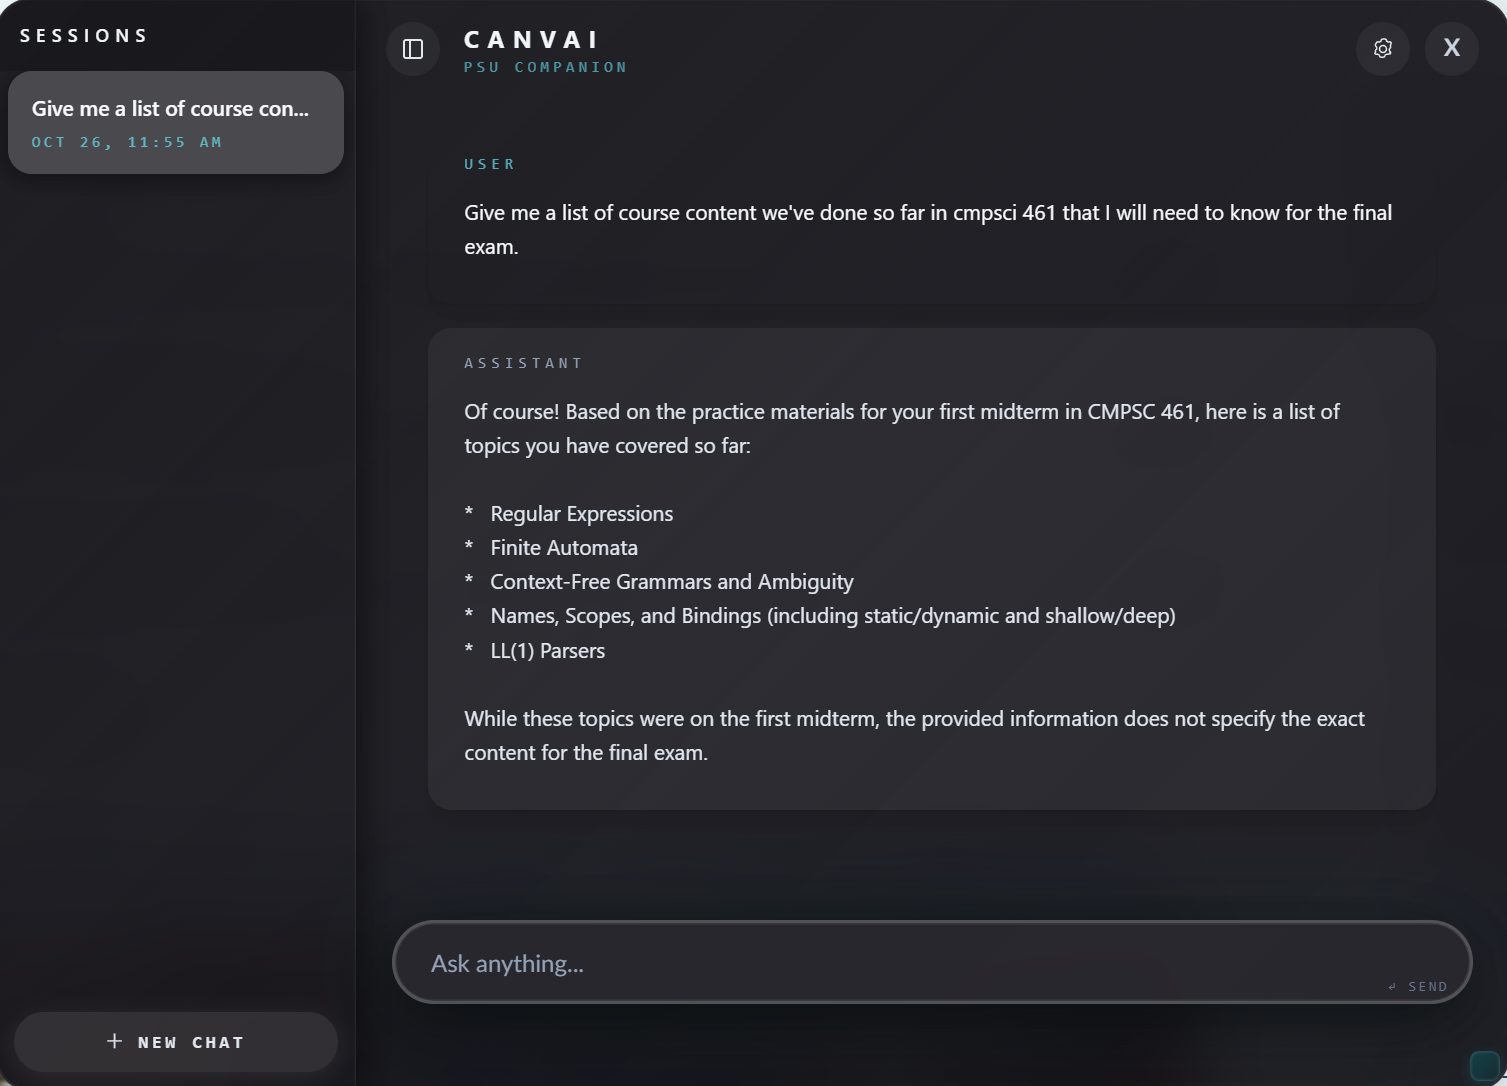 SESSIONS
Give me a list of course con...
OCT 26, 11:55 AM
+ NEW CHAT
CANVAI
PSU COMPANION
X
USER
Give me a list of course content we've done so far in cmpsci 461 that I will need to know for the final
exam.
ASSISTANT
Of course! Based on the practice materials for your first midterm in CMPSC 461, here is a list of
topics you have covered so far:
* Regular Expressions
* Finite Automata
* Context-Free Grammars and Ambiguity
* Names, Scopes, and Bindings (including static/dynamic and shallow/deep)
* LL(1) Parsers
While these topics were on the first midterm, the provided information does not specify the exact
content for the final exam.
Ask anything...
↵ SEND